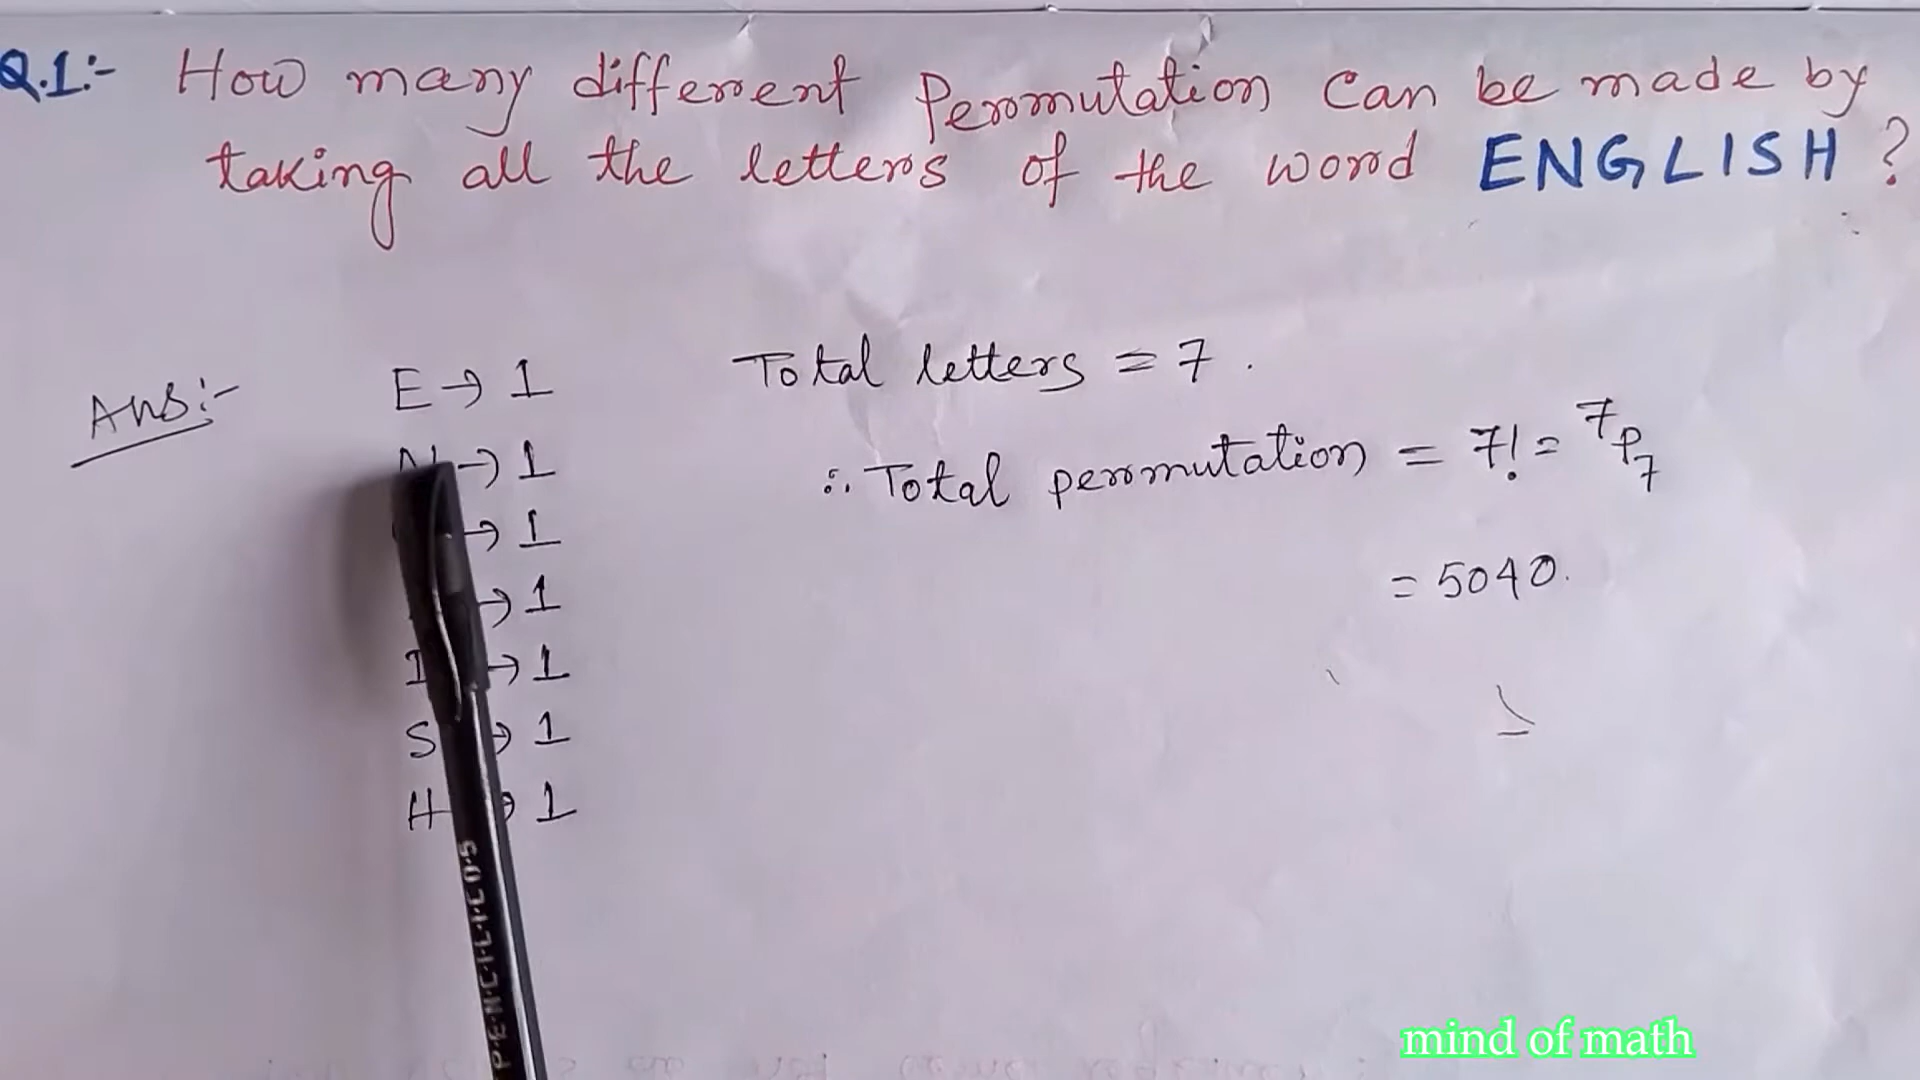 Q.1:- How many different Permutation can be made by
taking all the letters of the word ENGLISH ?
Ans:-
E → 1
N → 1
→ 1
→ 1
I → 1
S → 1
H → 1
Total letters = 7.
∴ Total permutation = 7! = ⁷P₇
= 5040.
P·E·N·C·I·L·I·C·O·S
mind of math